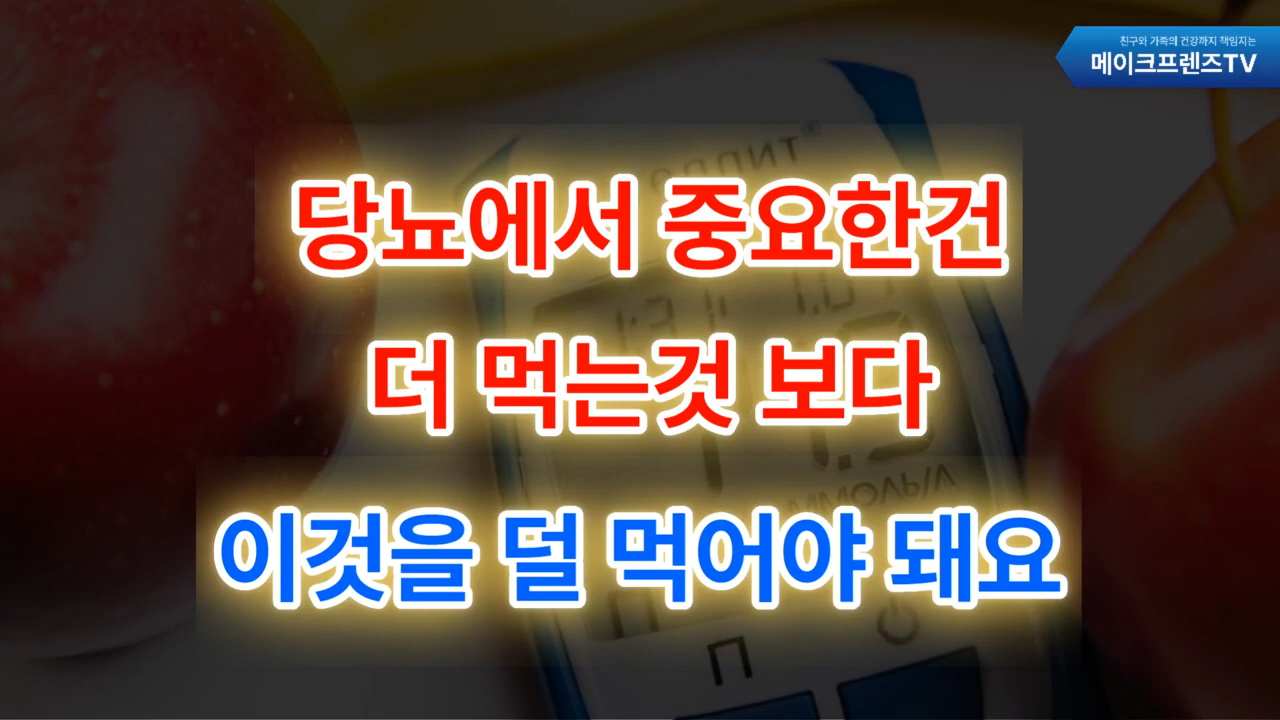 친구와 가족의 건강까지 책임지는
메이크프렌즈TV
당뇨에서 중요한건
더 먹는것 보다
이것을 덜 먹어야 돼요